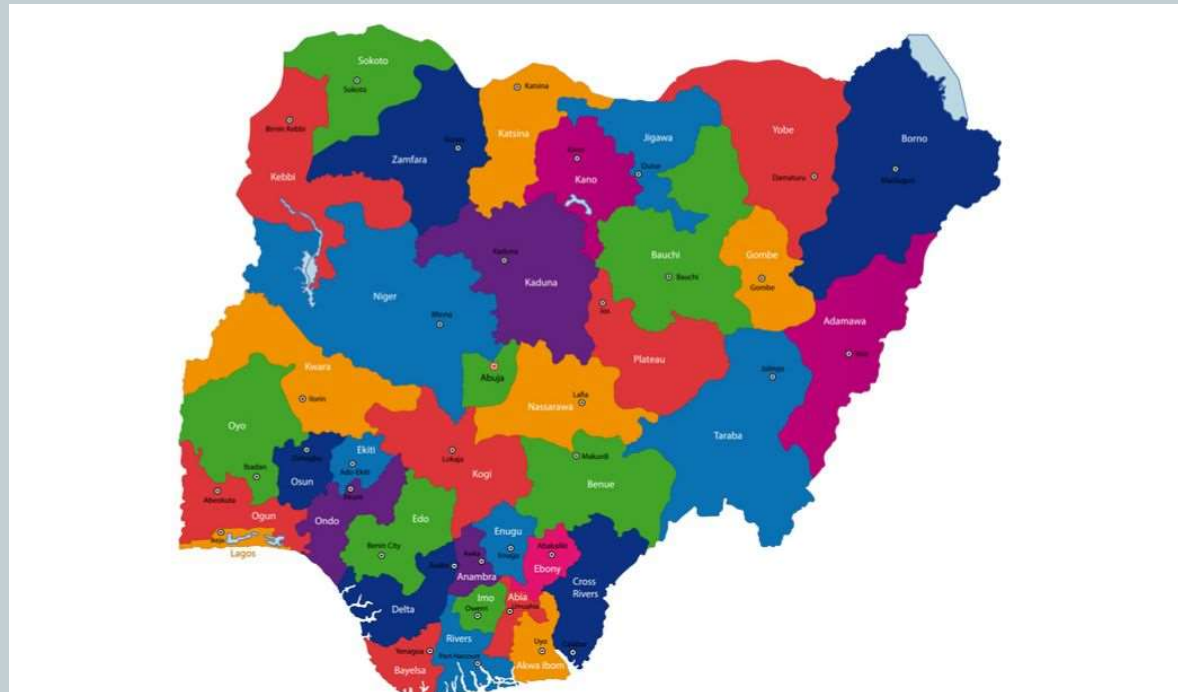 Sokoto
Sokoto
Katsina
Birnin Kebbi
Katsina
Jigawa
Yobe
Borno
Zamfara
Kano
Dutse
Kebbi
Damaturu
Bauchi
Gombe
Kaduna
Kaduna
Bauchi
Gombe
Niger
Minna
Jos
Adamawa
Plateau
Abuja
Kwara
Jalingo
Ilorin
Nassarawa
Lafia
Oyo
Taraba
Ekiti
Lokaja
Makurdi
Ibadan
Ado Ekiti
Kogi
Osun
Benue
Akure
Abeokuta
Ogun
Ondo
Edo
Enugu
Ikeja
Lagos
Benin City
Enugu
Abakaliki
Awka
Ebony
Asaba
Anambra
Cross
Rivers
Imo
Abia
Delta
Owerri
Umuahia
Rivers
Uyo
Yenagoa
Port Harcourt
Calabar
Bayelsa
Akwa Ibom